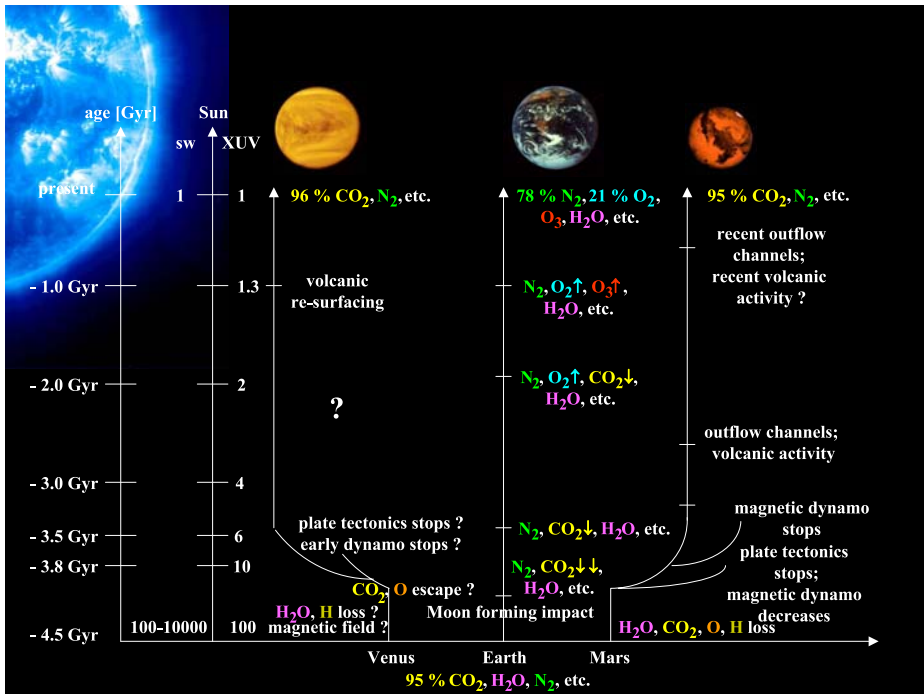 age [Gyr]
Sun
sw
XUV
present
1
1
96 % CO₂, N₂, etc.
78 % N₂, 21 % O₂,
O₃, H₂O, etc.
95 % CO₂, N₂, etc.
recent outflow
channels;
recent volcanic
activity ?
- 1.0 Gyr
1.3
volcanic
re-surfacing
N₂, O₂↑, O₃↑,
H₂O, etc.
- 2.0 Gyr
2
?
N₂, O₂↑, CO₂↓,
H₂O, etc.
outflow channels;
volcanic activity
- 3.0 Gyr
4
- 3.5 Gyr
6
plate tectonics stops ?
early dynamo stops ?
N₂, CO₂↓, H₂O, etc.
magnetic dynamo
stops
plate tectonics
stops;
magnetic dynamo
decreases
- 3.8 Gyr
10
N₂, CO₂↓↓,
H₂O, etc.
CO₂, O escape ?
H₂O, H loss ?
magnetic field ?
Moon forming impact
- 4.5 Gyr
100-10000
100
H₂O, CO₂, O, H loss
Venus
Earth
Mars
95 % CO₂, H₂O, N₂, etc.